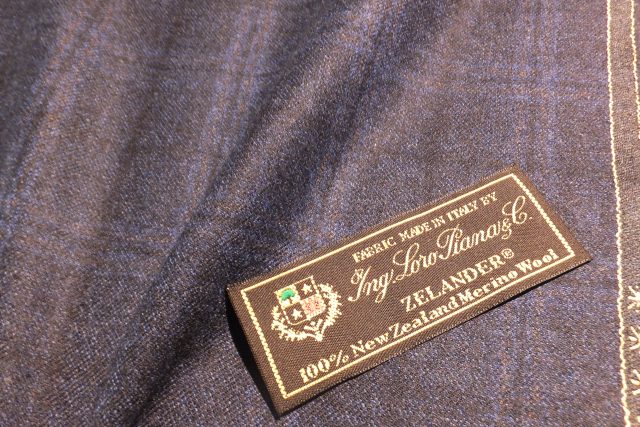 FABRIC MADE IN ITALY BY
Ing. Loro Piana & C
ZELANDER®
100% New Zealand Merino Wool